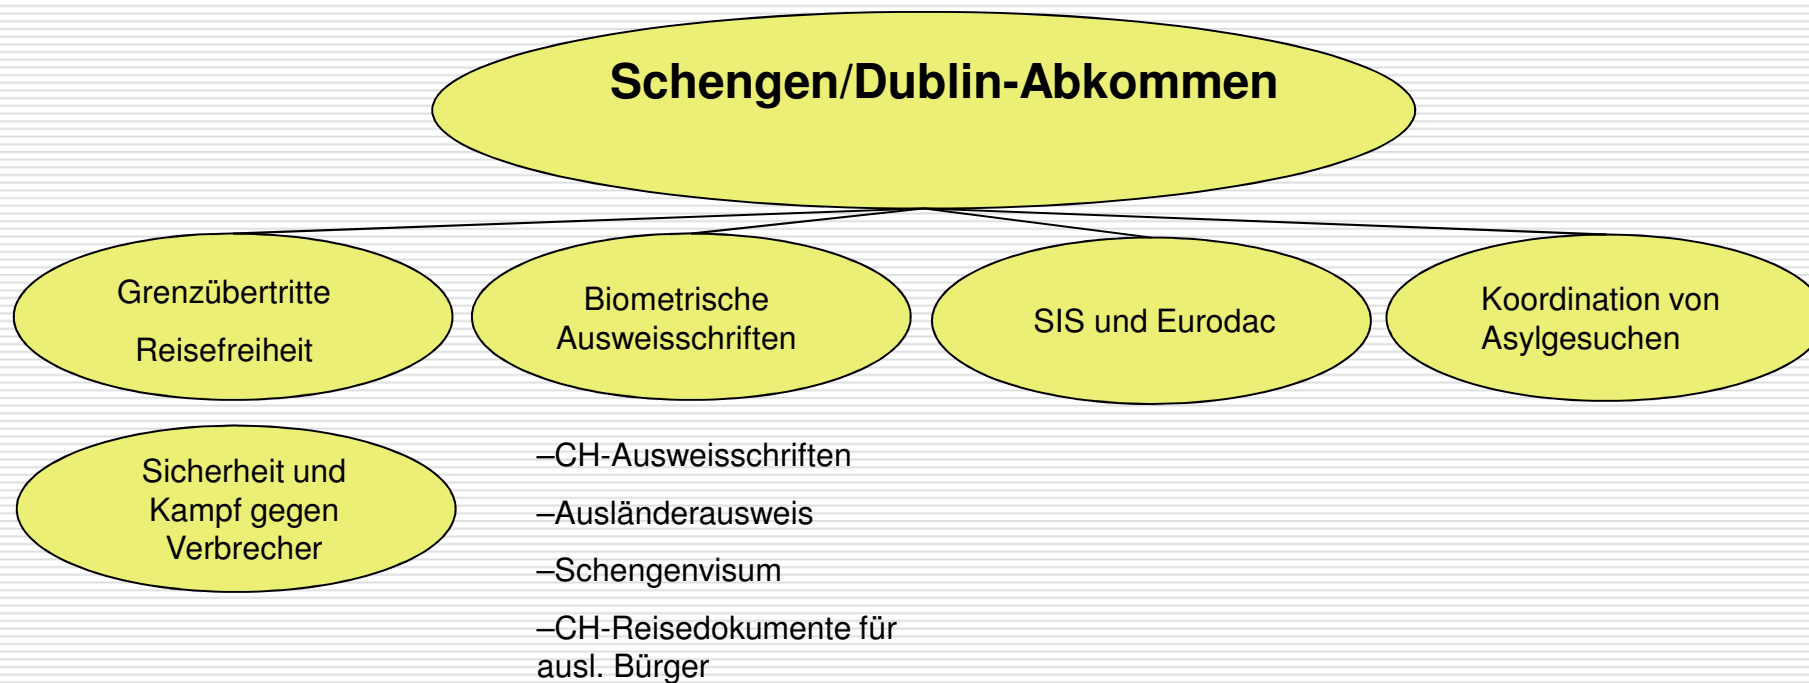 Schengen/Dublin-Abkommen
Grenzübertritte
Reisefreiheit
Biometrische
Ausweisschriften
SIS und Eurodac
Koordination von
Asylgesuchen
Sicherheit und
Kampf gegen
Verbrecher
–CH-Ausweisschriften
–Ausländerausweis
–Schengenvisum
–CH-Reisedokumente für
ausl. Bürger